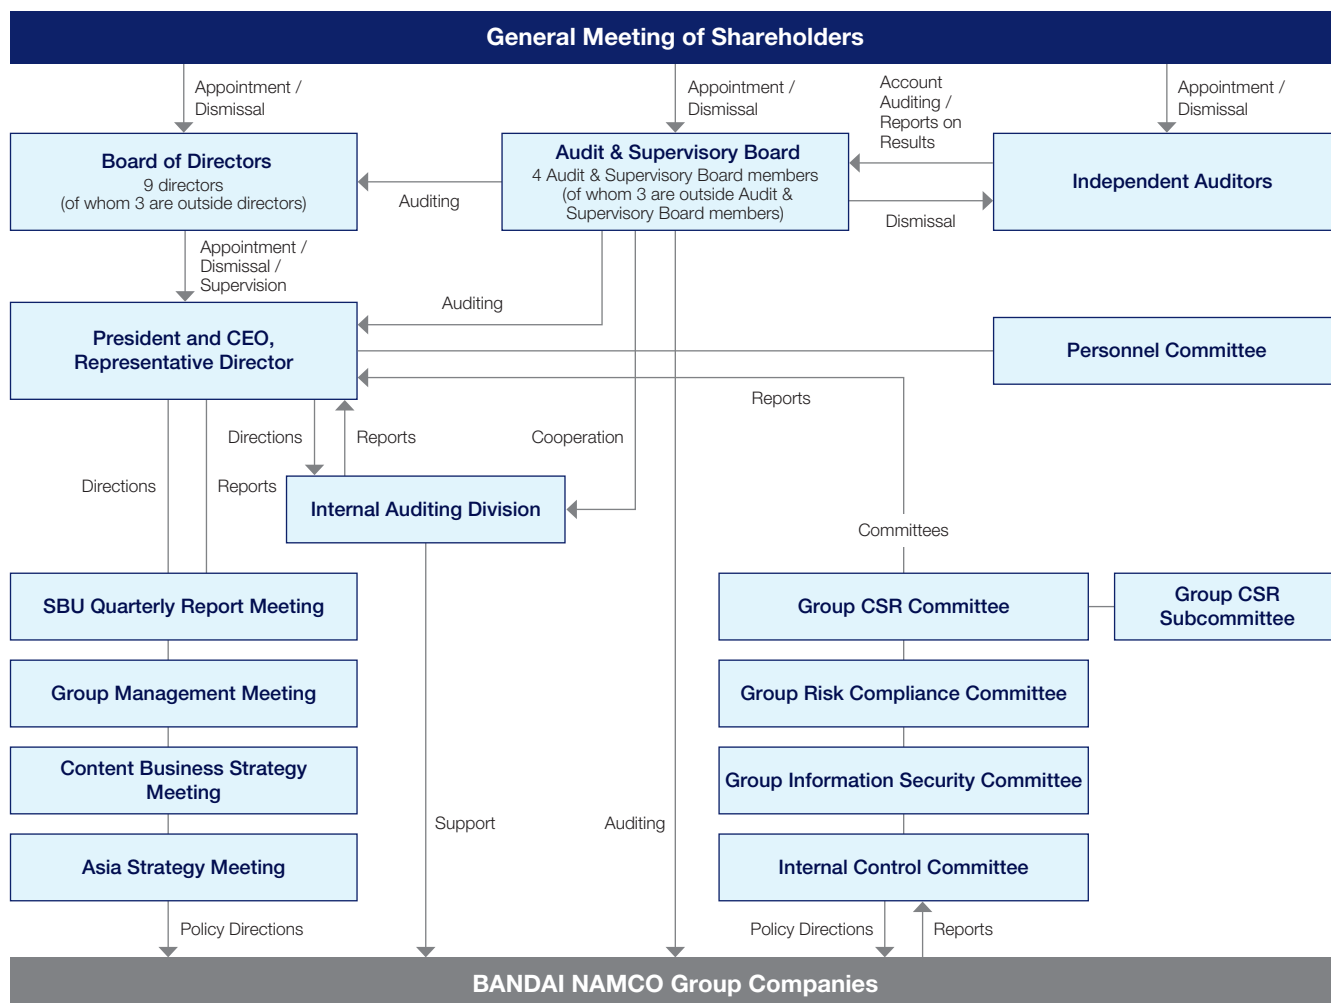 General Meeting of Shareholders
Appointment /
Dismissal
Appointment /
Dismissal
Account
Auditing /
Reports on
Results
Appointment /
Dismissal
Board of Directors
9 directors
(of whom 3 are outside directors)
Auditing
Audit & Supervisory Board
4 Audit & Supervisory Board members
(of whom 3 are outside Audit &
Supervisory Board members)
Dismissal
Independent Auditors
Appointment /
Dismissal /
Supervision
Auditing
President and CEO,
Representative Director
Personnel Committee
Reports
Directions
Reports
Cooperation
Directions
Reports
Internal Auditing Division
Committees
SBU Quarterly Report Meeting
Group CSR Committee
Group CSR
Subcommittee
Group Management Meeting
Group Risk Compliance Committee
Content Business Strategy
Meeting
Group Information Security Committee
Support
Auditing
Asia Strategy Meeting
Internal Control Committee
Policy Directions
Policy Directions
Reports
BANDAI NAMCO Group Companies